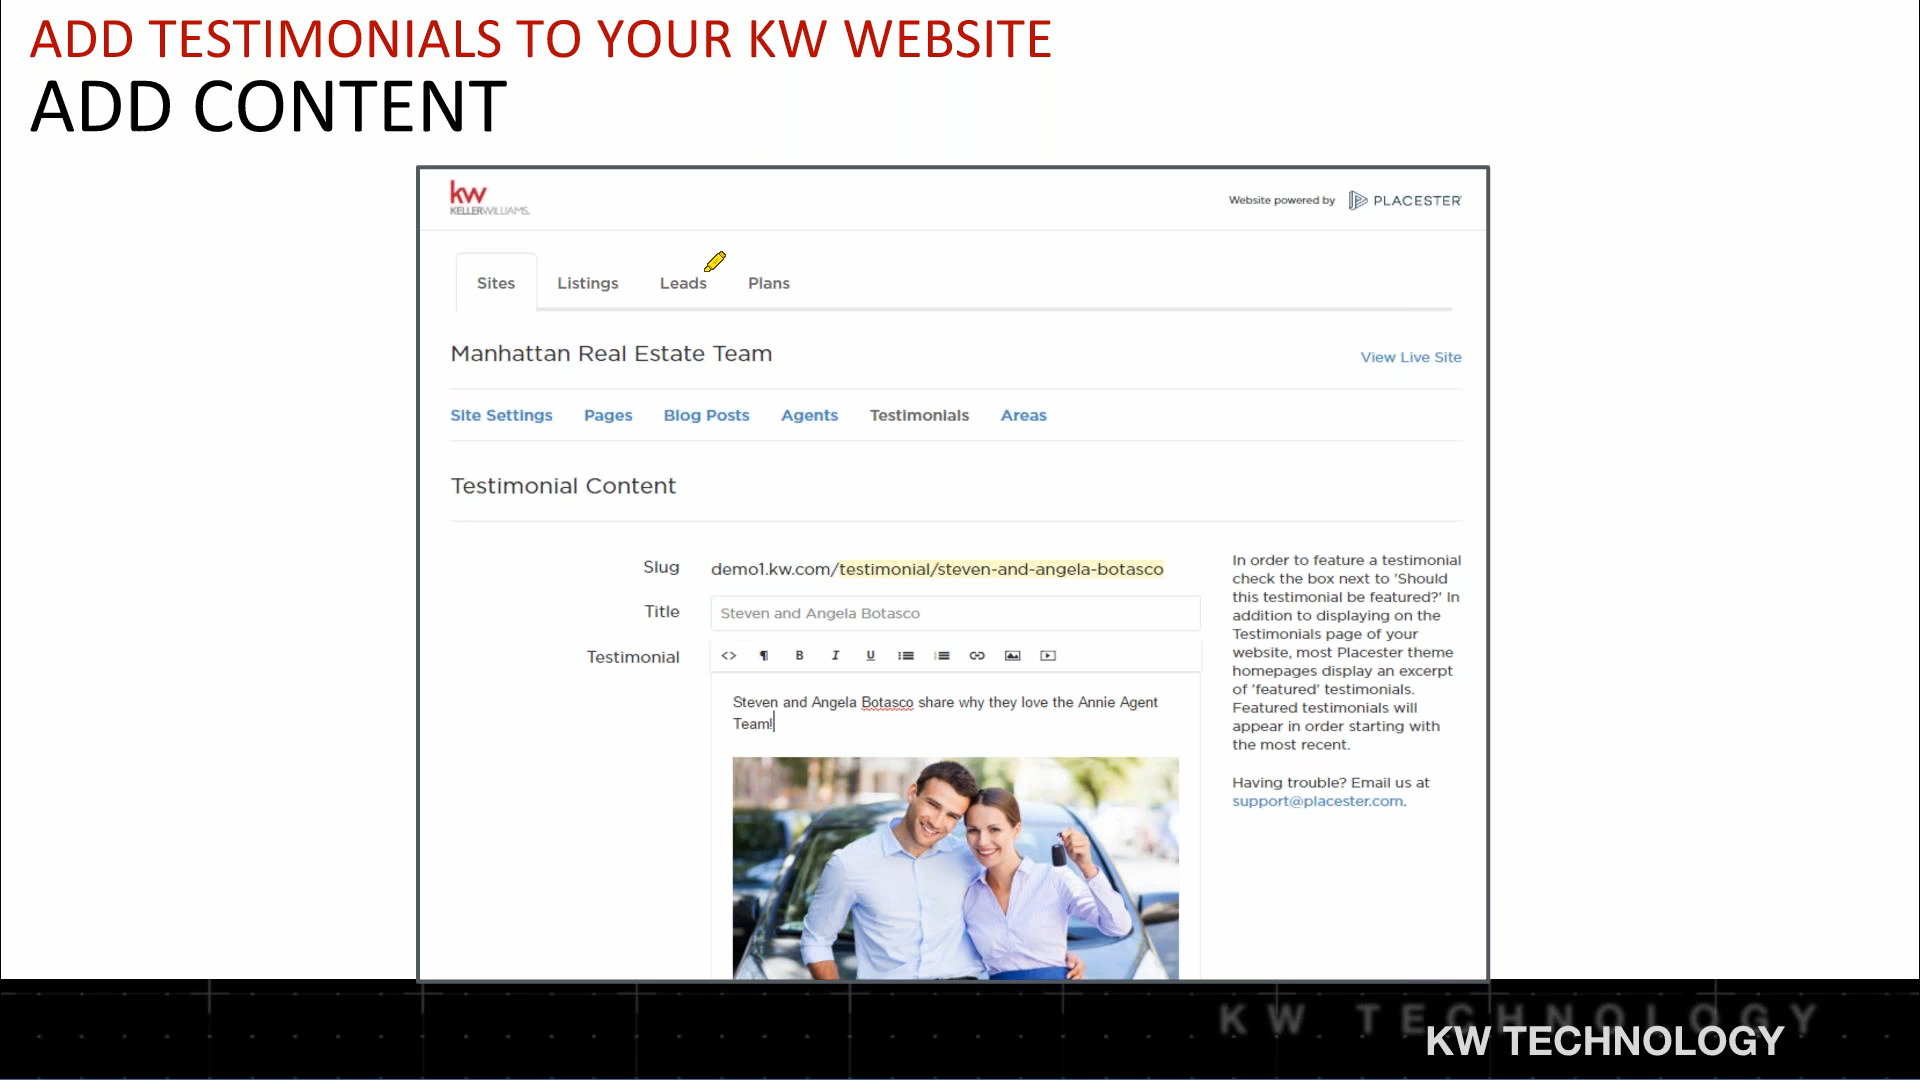 ADD TESTIMONIALS TO YOUR KW WEBSITE
ADD CONTENT
kw
KELLERWILLIAMS.
Website powered by PLACESTER
Sites Listings Leads Plans
Manhattan Real Estate Team
View Live Site
Site Settings Pages Blog Posts Agents Testimonials Areas
Testimonial Content
Slug demo1.kw.com/testimonial/steven-and-angela-botasco
Title Steven and Angela Botasco
Testimonial <> ¶ B I U
Steven and Angela Botasco share why they love the Annie Agent
Team!
In order to feature a testimonial
check the box next to 'Should
this testimonial be featured?' In
addition to displaying on the
Testimonials page of your
website, most Placester theme
homepages display an excerpt
of 'featured' testimonials.
Featured testimonials will
appear in order starting with
the most recent.
Having trouble? Email us at
support@placester.com.
KW TECHNOLOGY
KW TECHNOLOGY